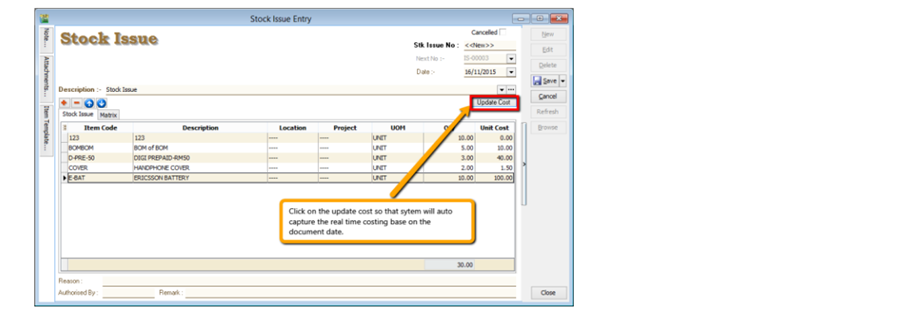 Stock Issue Entry
Note...
Attachments...
Item Template...
Stock Issue
Cancelled
Stk Issue No : <<New>>
Next No :- IS-00003
Date :- 16/11/2015
Description :- Stock Issue
Update Cost
Stock Issue Matrix
Item Code Description Location Project UOM Unit Cost
123 123 ---- ---- UNIT 10.00 0.00
BOMBOM BOM of BOM ---- ---- UNIT 5.00 10.00
D-PRE-50 DIGI PREPAID-RM50 ---- ---- UNIT 3.00 40.00
COVER HANDPHONE COVER ---- ---- UNIT 2.00 1.50
E-BAT ERICSSON BATTERY ---- ---- UNIT 10.00 100.00
Click on the update cost so that sytem will auto
capture the real time costing base on the
document date.
30.00
Reason :
Authorised By : Remark :
New
Edit
Delete
Save
Cancel
Refresh
Browse
Close